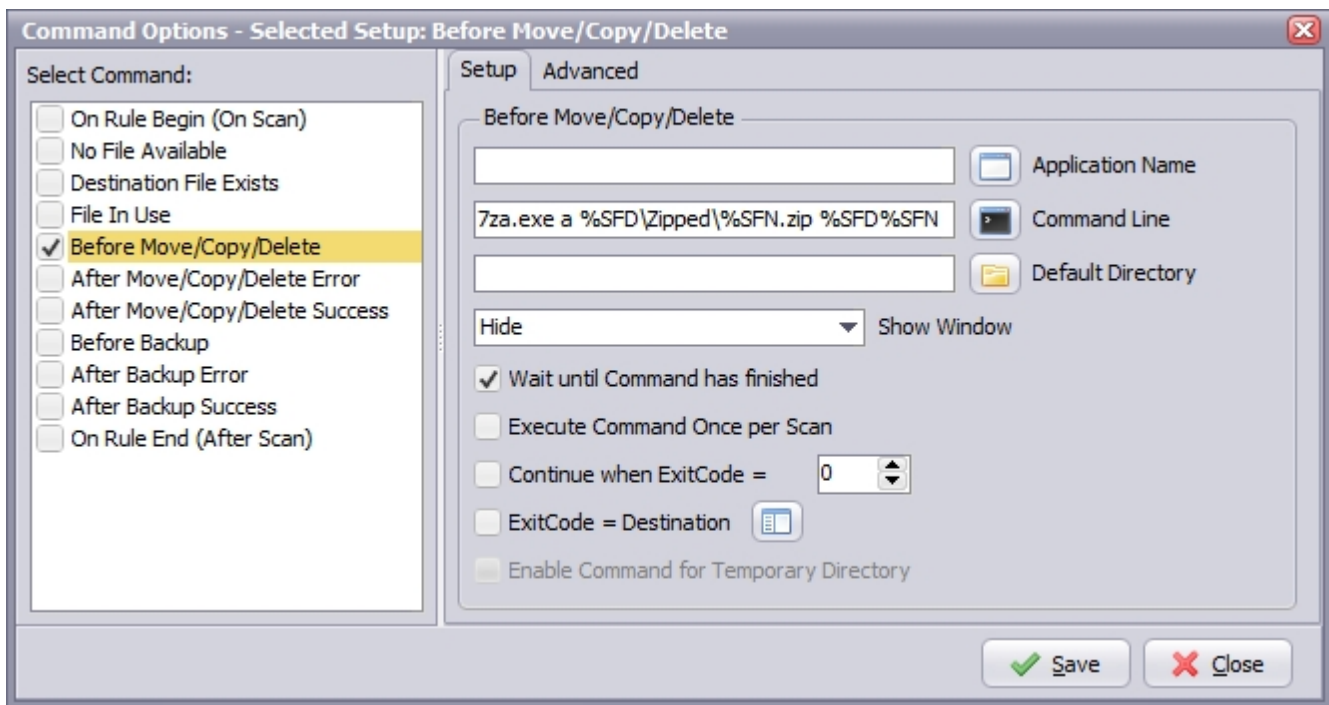 Command Options - Selected Setup: Before Move/Copy/Delete
Select Command:
On Rule Begin (On Scan)
No File Available
Destination File Exists
File In Use
Before Move/Copy/Delete
After Move/Copy/Delete Error
After Move/Copy/Delete Success
Before Backup
After Backup Error
After Backup Success
On Rule End (After Scan)
Setup Advanced
Before Move/Copy/Delete
Application Name
7za.exe a %SFD\Zipped\%SFN.zip %SFD%SFN Command Line
Default Directory
Hide Show Window
Wait until Command has finished
Execute Command Once per Scan
Continue when ExitCode = 0
ExitCode = Destination
Enable Command for Temporary Directory
Save Close